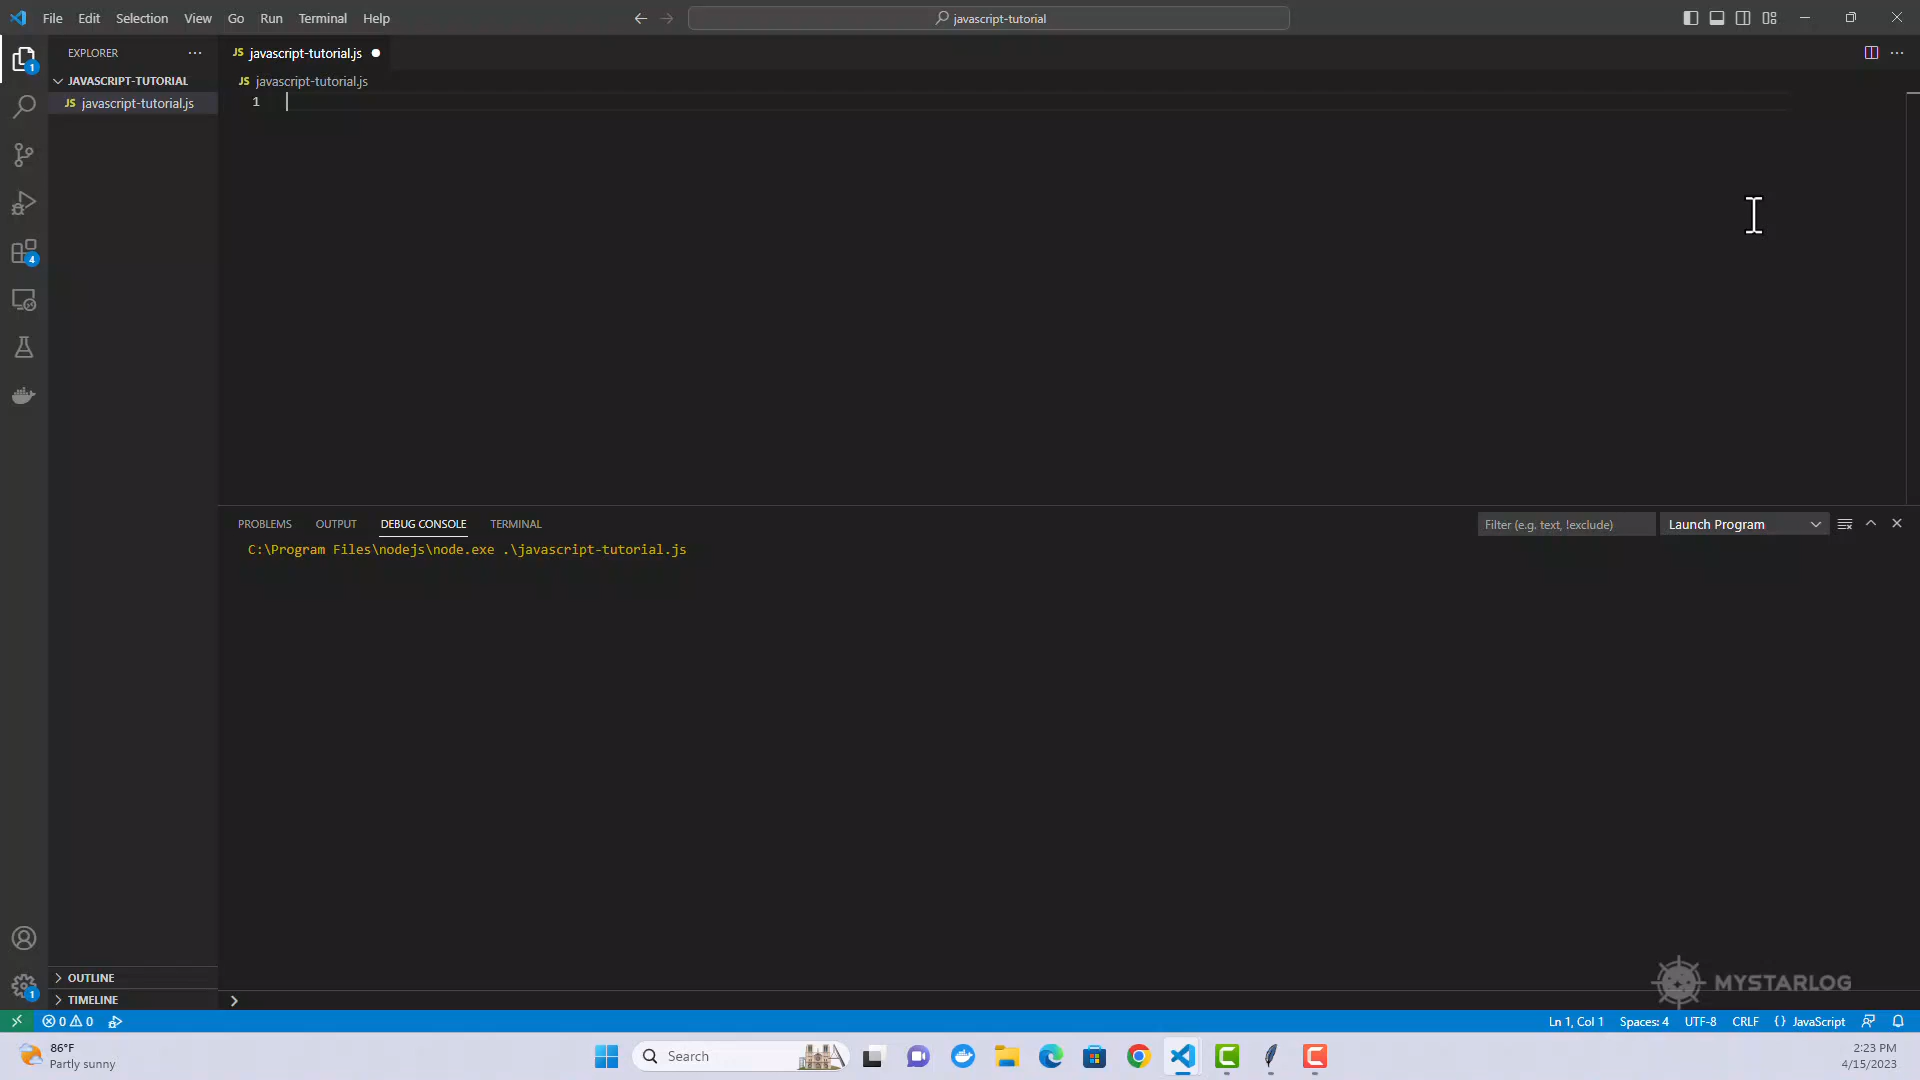 File Edit Selection View Go Run Terminal Help
javascript-tutorial
EXPLORER
JAVASCRIPT-TUTORIAL
JS javascript-tutorial.js
JS javascript-tutorial.js
JS javascript-tutorial.js
1
1
4
PROBLEMS OUTPUT DEBUG CONSOLE TERMINAL
Filter (e.g. text, !exclude)
Launch Program
C:\Program Files\nodejs\node.exe .\javascript-tutorial.js
OUTLINE
1
TIMELINE
MYSTARLOG
0 0
Ln 1, Col 1 Spaces: 4 UTF-8 CRLF {} JavaScript
86°F
Partly sunny
Search
2:23 PM
4/15/2023